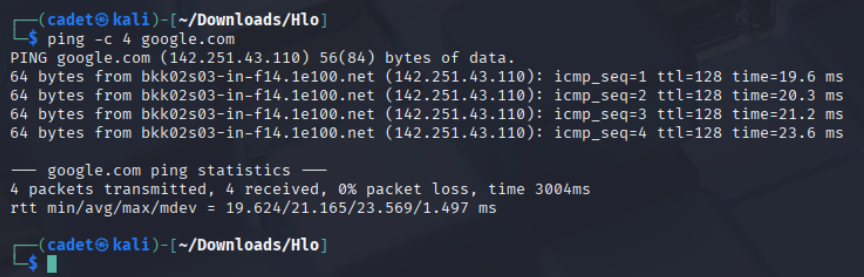 ┌──(cadet㉿kali)-[~/Downloads/Hlo]
└─$ ping -c 4 google.com
PING google.com (142.251.43.110) 56(84) bytes of data.
64 bytes from bkk02s03-in-f14.1e100.net (142.251.43.110): icmp_seq=1 ttl=128 time=19.6 ms
64 bytes from bkk02s03-in-f14.1e100.net (142.251.43.110): icmp_seq=2 ttl=128 time=20.3 ms
64 bytes from bkk02s03-in-f14.1e100.net (142.251.43.110): icmp_seq=3 ttl=128 time=21.2 ms
64 bytes from bkk02s03-in-f14.1e100.net (142.251.43.110): icmp_seq=4 ttl=128 time=23.6 ms

--- google.com ping statistics ---
4 packets transmitted, 4 received, 0% packet loss, time 3004ms
rtt min/avg/max/mdev = 19.624/21.165/23.569/1.497 ms

┌──(cadet㉿kali)-[~/Downloads/Hlo]
└─$